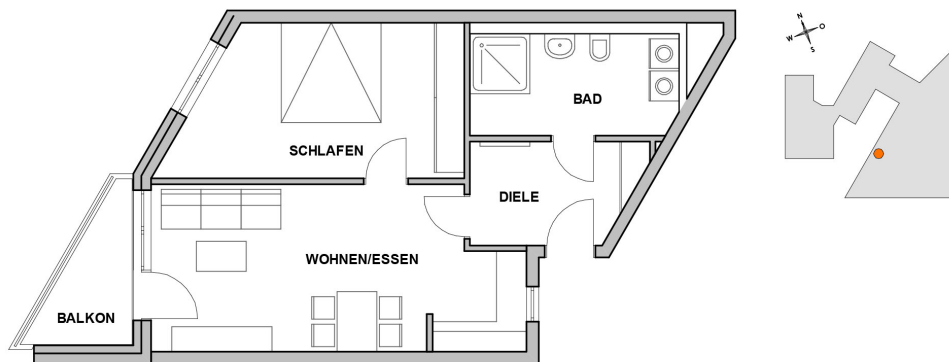 BAD
SCHLAFEN
DIELE
WOHNEN/ESSEN
BALKON
N
W O
S